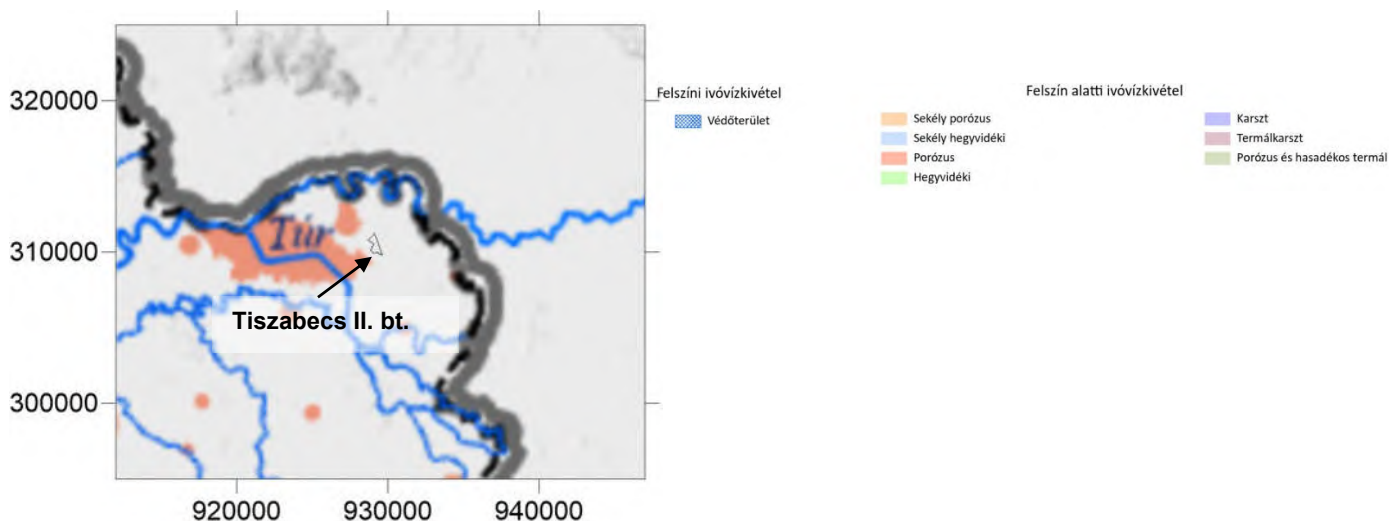 320000
310000
300000
920000
930000
940000
Túr
Tiszabecs II. bt.
Felszíni ivóvízkivétel
Védőterület
Felszín alatti ivóvízkivétel
Sekély porózus
Sekély hegyvidéki
Porózus
Hegyvidéki
Karszt
Termálkarszt
Porózus és hasadékos termál